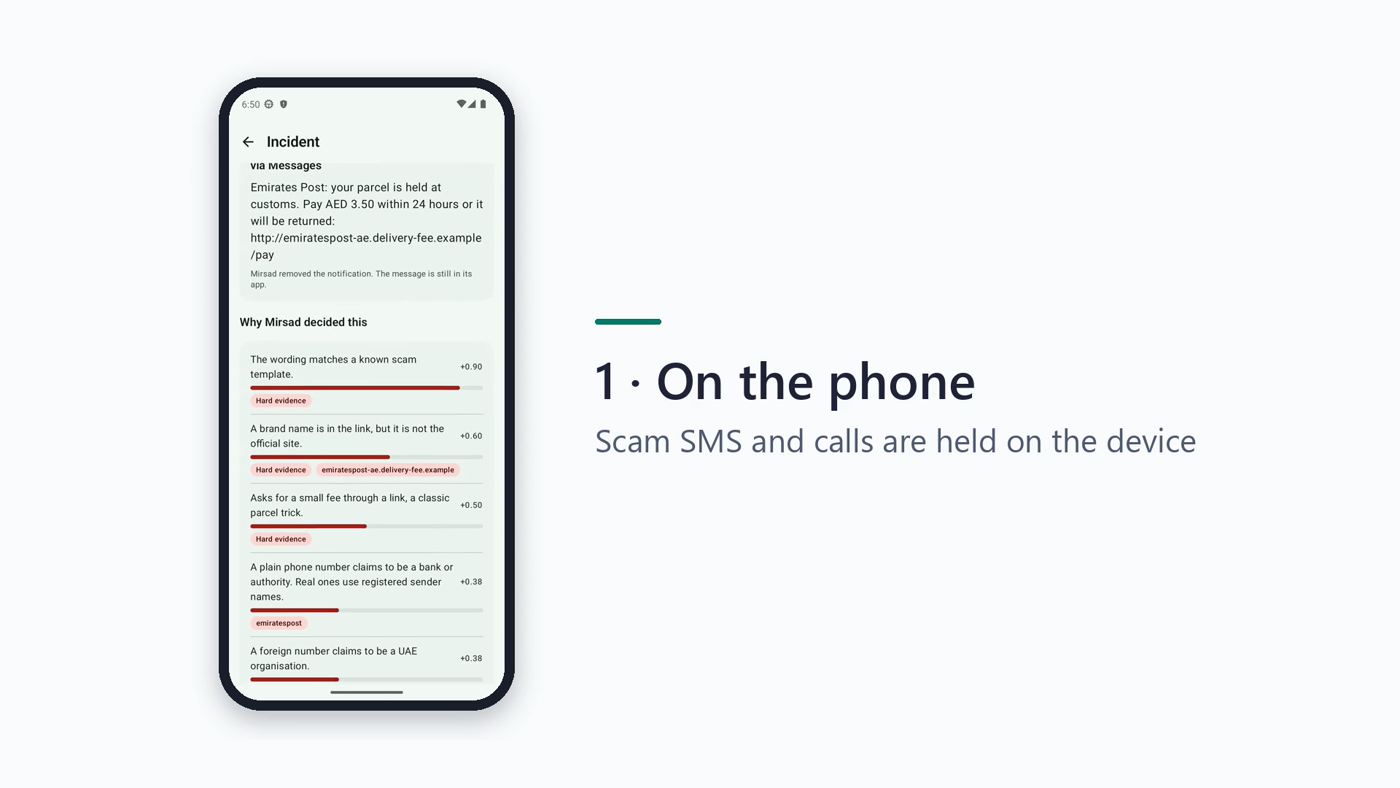 6:50
Incident
via Messages
Emirates Post: your parcel is held at
customs. Pay AED 3.50 within 24 hours or it
will be returned:
http://emiratespost-ae.delivery-fee.example
/pay
Mirsad removed the notification. The message is still in its
app.
Why Mirsad decided this
The wording matches a known scam
template.
+0.90
Hard evidence
A brand name is in the link, but it is not the
official site.
+0.60
Hard evidence emiratespost-ae.delivery-fee.example
Asks for a small fee through a link, a classic
parcel trick.
+0.50
Hard evidence
A plain phone number claims to be a bank or
authority. Real ones use registered sender
names.
+0.38
emiratespost
A foreign number claims to be a UAE
organisation.
+0.38
1 · On the phone
Scam SMS and calls are held on the device